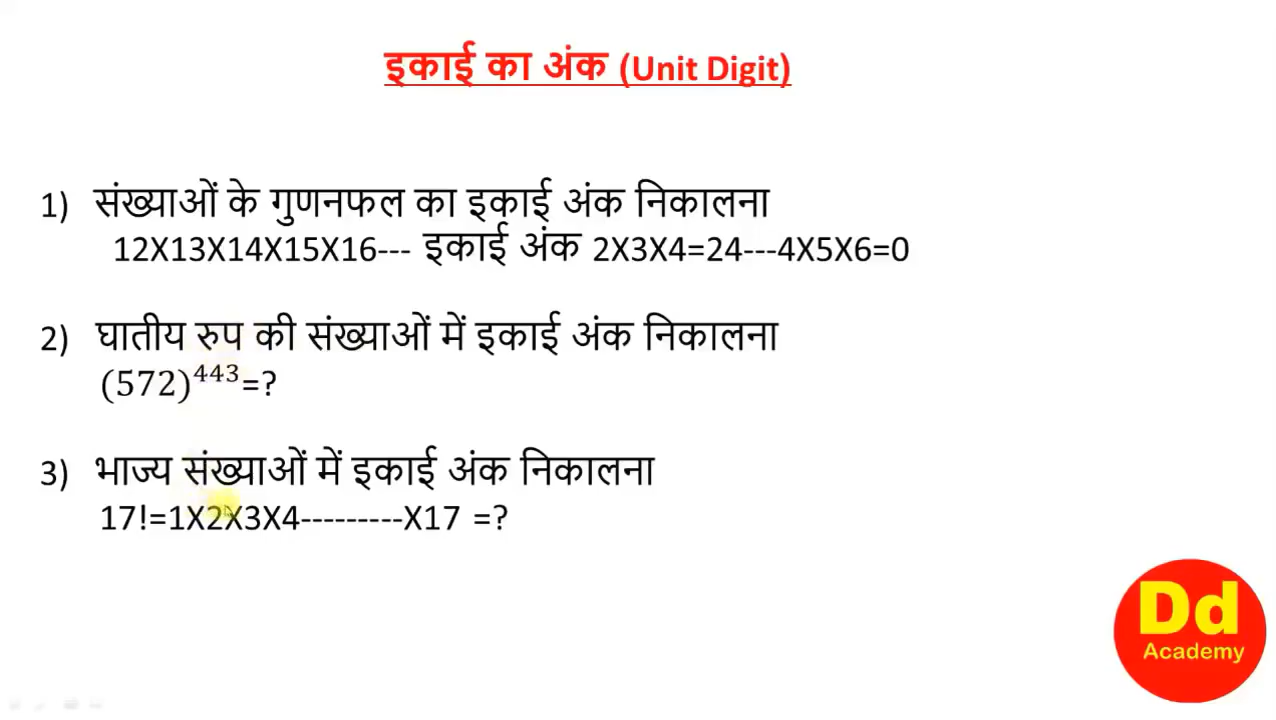 इकाई का अंक (Unit Digit)
1) संख्याओं के गुणनफल का इकाई अंक निकालना
12X13X14X15X16--- इकाई अंक 2X3X4=24---4X5X6=0
2) घातीय रुप की संख्याओं में इकाई अंक निकालना
(572)⁴⁴³=?
3) भाज्य संख्याओं में इकाई अंक निकालना
17!=1X2X3X4---------X17 =?
Dd
Academy